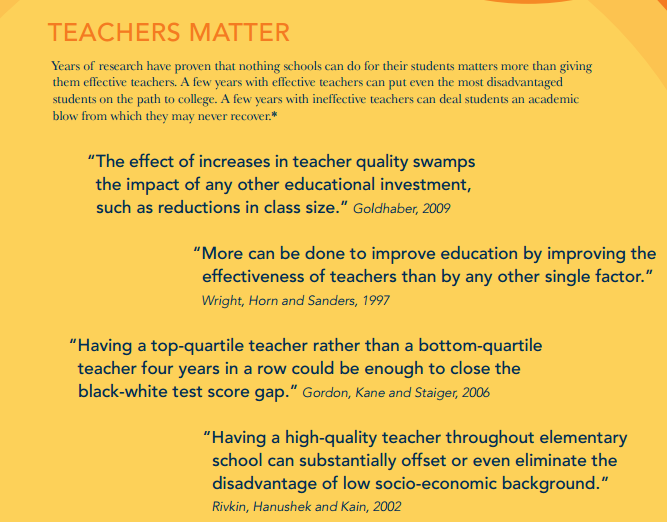 TEACHERS MATTER
Years of research have proven that nothing schools can do for their students matters more than giving
them effective teachers. A few years with effective teachers can put even the most disadvantaged
students on the path to college. A few years with ineffective teachers can deal students an academic
blow from which they may never recover.*
“The effect of increases in teacher quality swamps
the impact of any other educational investment,
such as reductions in class size.” Goldhaber, 2009
“More can be done to improve education by improving the
effectiveness of teachers than by any other single factor.”
Wright, Horn and Sanders, 1997
“Having a top-quartile teacher rather than a bottom-quartile
teacher four years in a row could be enough to close the
black-white test score gap.” Gordon, Kane and Staiger, 2006
“Having a high-quality teacher throughout elementary
school can substantially offset or even eliminate the
disadvantage of low socio-economic background.”
Rivkin, Hanushek and Kain, 2002